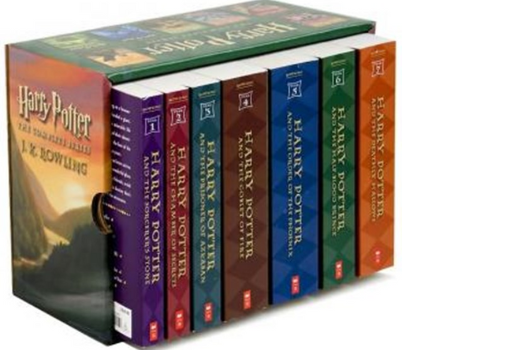 Harry Potter
THE COMPLETE SERIES
J. K. ROWLING
Harry Potter
1
HARRY POTTER
AND THE SORCERER'S STONE
2
HARRY POTTER
AND THE CHAMBER OF SECRETS
3
HARRY POTTER
AND THE PRISONER OF AZKABAN
4
HARRY POTTER
AND THE GOBLET OF FIRE
5
HARRY POTTER
AND THE ORDER OF THE PHOENIX
6
HARRY POTTER
AND THE HALF-BLOOD PRINCE
7
HARRY POTTER
AND THE DEATHLY HALLOWS